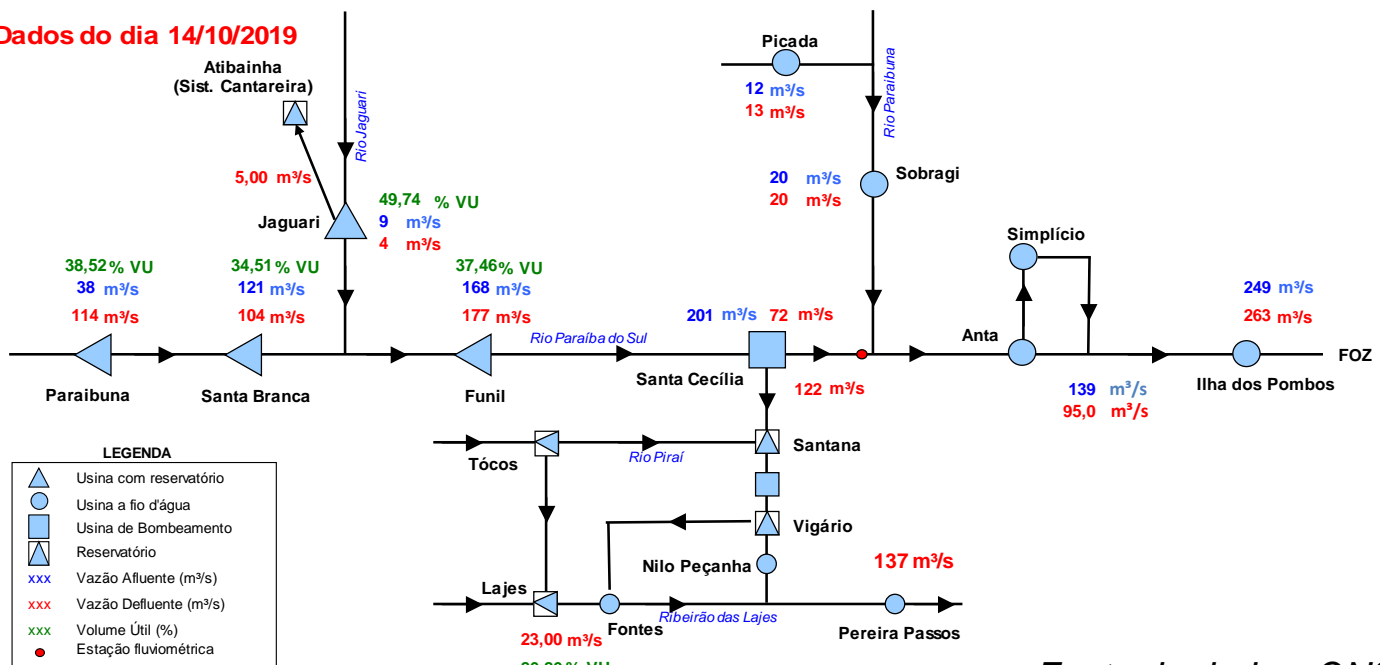 Dados do dia 14/10/2019
Atibainha
(Sist. Cantareira)
Rio Jaguari
5,00 m³/s
Jaguari
49,74 % VU
9 m³/s
4 m³/s
Picada
12 m³/s
13 m³/s
Rio Paraibuna
20 m³/s
20 m³/s
Sobragi
38,52 % VU
38 m³/s
114 m³/s
Paraibuna
34,51 % VU
121 m³/s
104 m³/s
Santa Branca
37,46 % VU
168 m³/s
177 m³/s
Funil
Rio Paraíba do Sul
201 m³/s 72 m³/s
Santa Cecília
122 m³/s
Simplício
Anta
139 m³/s
95,0 m³/s
249 m³/s
263 m³/s
Ilha dos Pombos
FOZ
Tócos
Rio Piraí
Santana
Vigário
Nilo Peçanha
137 m³/s
Lajes
Fontes
Ribeirão das Lajes
Pereira Passos
23,00 m³/s
LEGENDA
Usina com reservatório
Usina a fio d'água
Usina de Bombeamento
Reservatório
xxx Vazão Afluente (m³/s)
xxx Vazão Defluente (m³/s)
xxx Volume Útil (%)
Estação fluviométrica